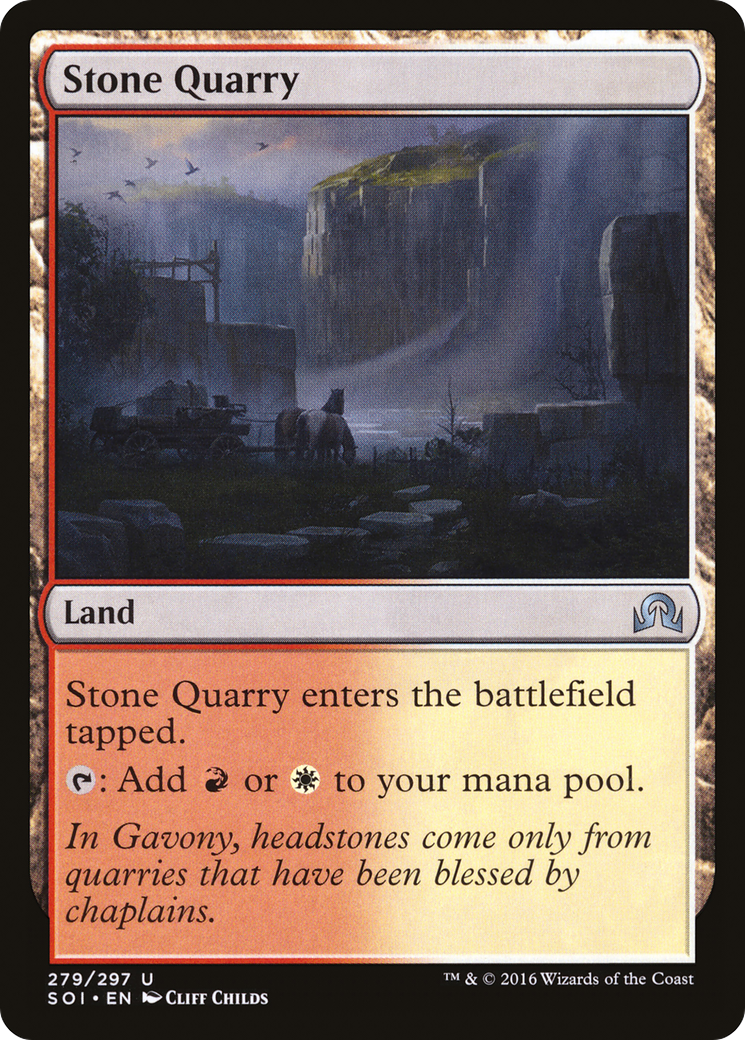 Stone Quarry
Land
Stone Quarry enters the battlefield
tapped.
: Add or to your mana pool.
In Gavony, headstones come only from
quarries that have been blessed by
chaplains.
279/297 U
SOI • EN Cliff Childs
™ & © 2016 Wizards of the Coast